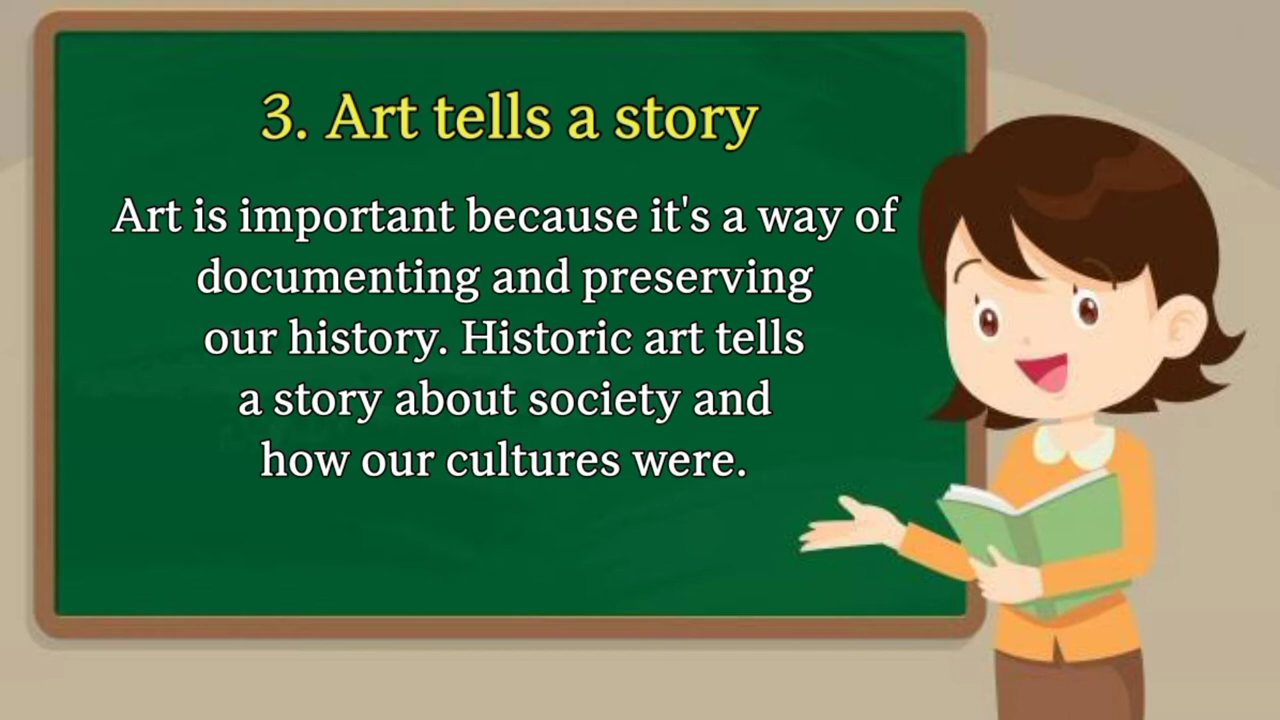 3. Art tells a story
Art is important because it's a way of
documenting and preserving
our history. Historic art tells
a story about society and
how our cultures were.